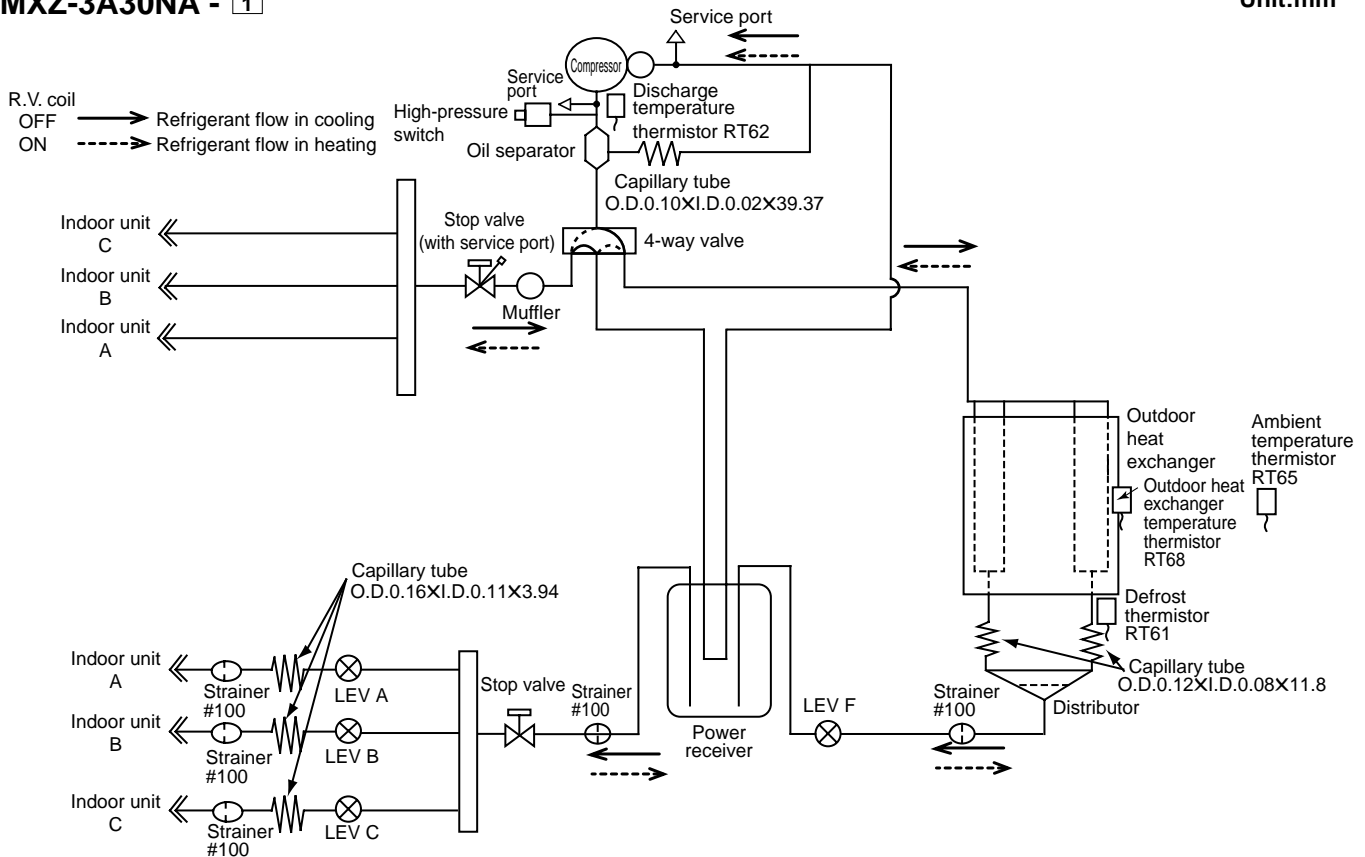 MXZ-3A30NA - 1
Unit:mm
Service port
Compressor
Service
port
High-pressure
switch
Discharge
temperature
thermistor RT62
R.V. coil
OFF Refrigerant flow in cooling
ON Refrigerant flow in heating
Oil separator
Capillary tube
O.D.0.10×I.D.0.02×39.37
Indoor unit
C
Stop valve
(with service port)
4-way valve
Indoor unit
B
Muffler
Indoor unit
A
Outdoor
heat
exchanger
Ambient
temperature
thermistor
RT65
Outdoor heat
exchanger
temperature
thermistor
RT68
Capillary tube
O.D.0.16×I.D.0.11×3.94
Defrost
thermistor
RT61
Indoor unit
A
Strainer
#100
LEV A
Stop valve
Strainer
#100
Power
receiver
LEV F
Strainer
#100
Capillary tube
O.D.0.12×I.D.0.08×11.8
Distributor
Indoor unit
B
Strainer
#100
LEV B
Indoor unit
C
Strainer
#100
LEV C